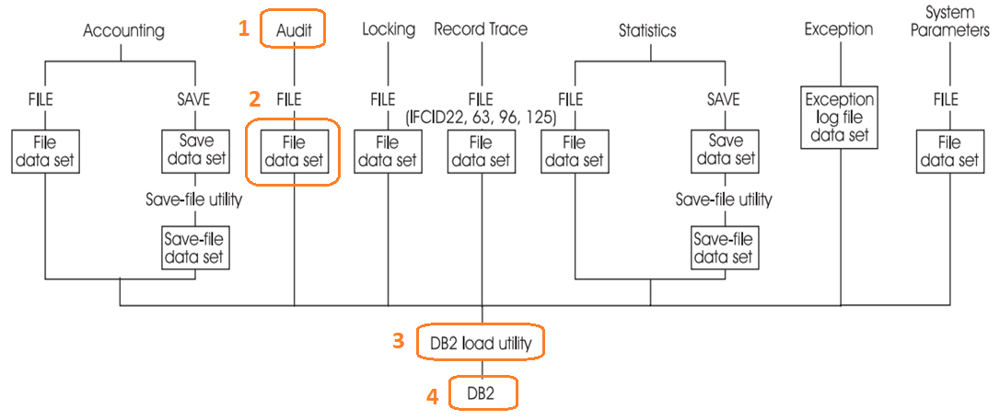 1
Accounting
Audit
Locking
Record Trace
Statistics
Exception
System
Parameters
2
FILE
SAVE
FILE
FILE
FILE
(IFCID22, 63, 96, 125)
FILE
SAVE
Exception
log file
data set
FILE
File
data set
Save
data set
File
data set
File
data set
File
data set
File
data set
Save
data set
File
data set
Save-file utility
Save-file utility
Save-file
data set
Save-file
data set
3
DB2 load utility
4
DB2